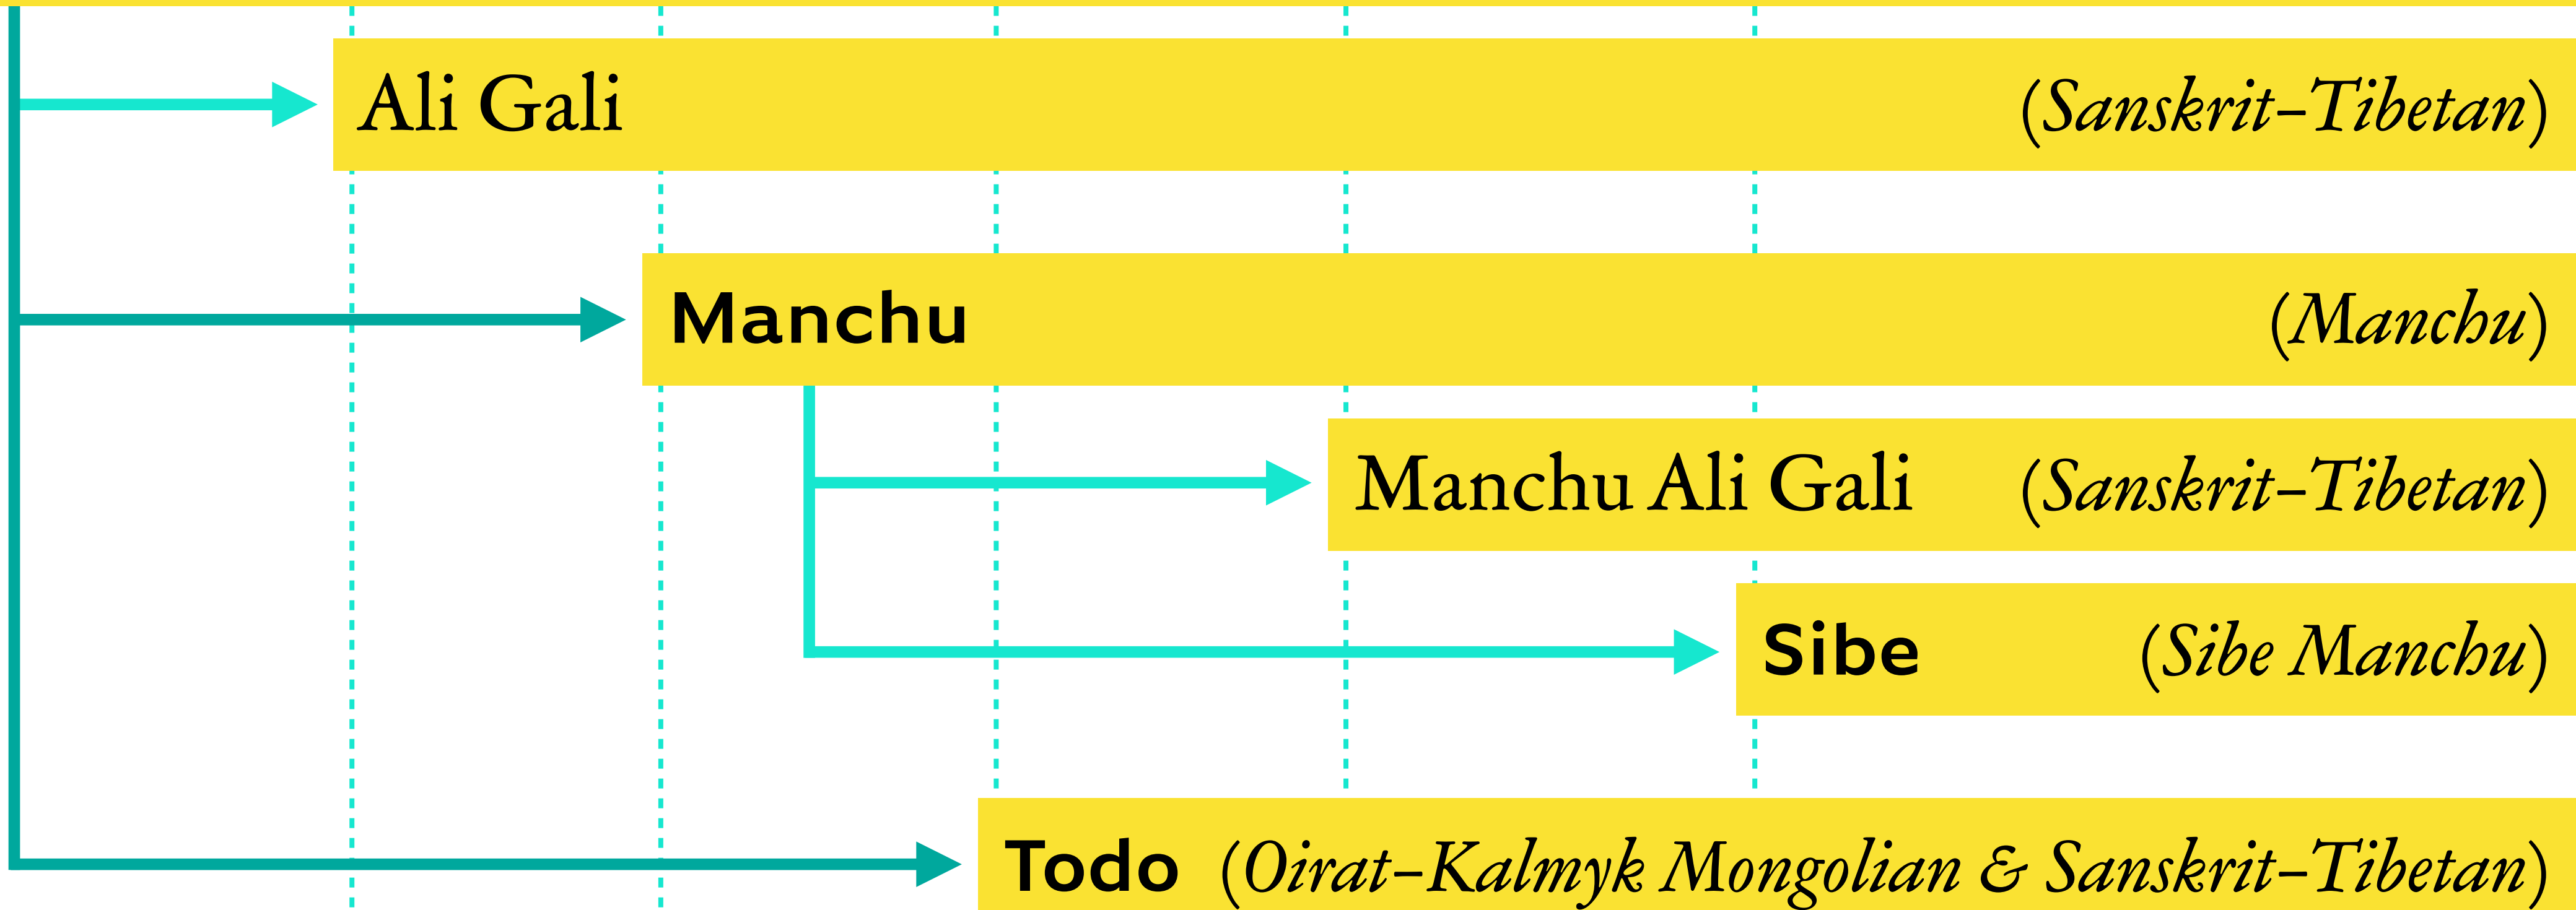 Ali Gali (Sanskrit–Tibetan)
Manchu (Manchu)
Manchu Ali Gali (Sanskrit–Tibetan)
Sibe (Sibe Manchu)
Todo (Oirat–Kalmyk Mongolian & Sanskrit–Tibetan)